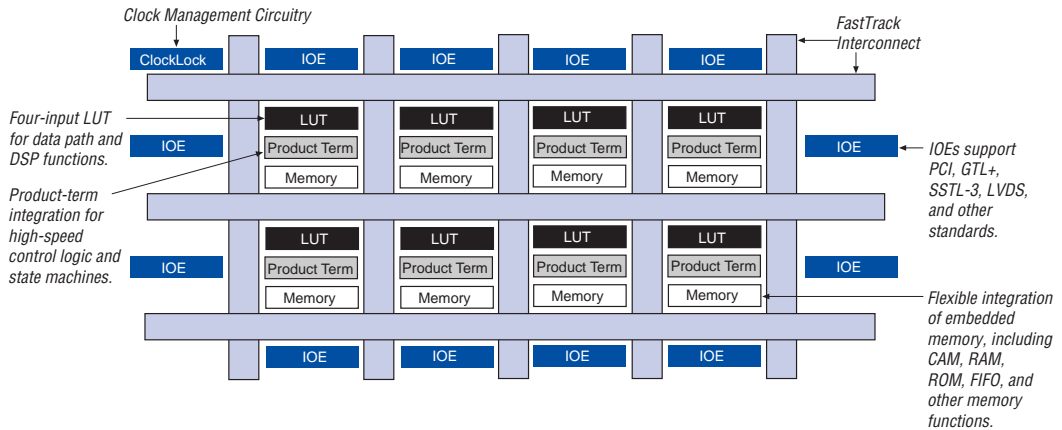 Clock Management Circuitry
FastTrack
Interconnect
ClockLock
IOE
IOE
IOE
IOE
Four-input LUT
for data path and
DSP functions.
LUT
LUT
LUT
LUT
IOE
Product Term
Product Term
Product Term
Product Term
IOE
IOEs support
PCI, GTL+,
SSTL-3, LVDS,
and other
standards.
Memory
Memory
Memory
Memory
Product-term
integration for
high-speed
control logic and
state machines.
LUT
LUT
LUT
LUT
IOE
Product Term
Product Term
Product Term
Product Term
IOE
Memory
Memory
Memory
Memory
Flexible integration
of embedded
memory, including
CAM, RAM,
ROM, FIFO, and
other memory
functions.
IOE
IOE
IOE
IOE